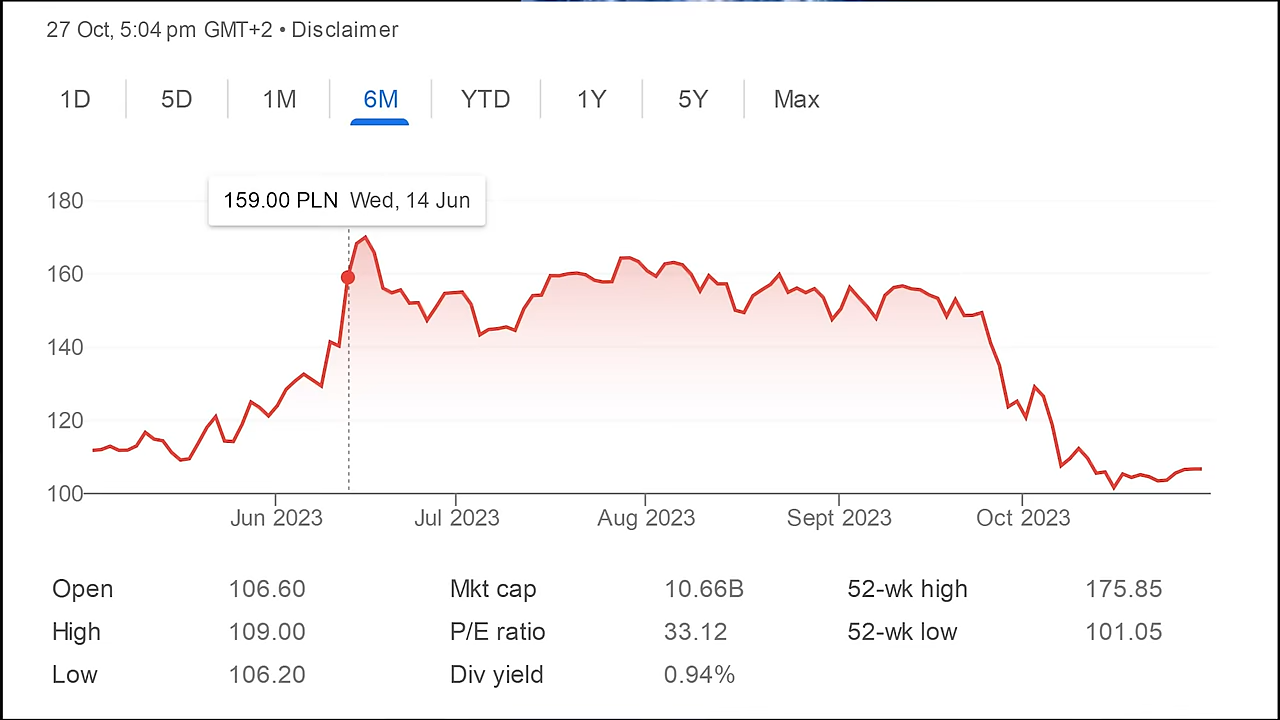 27 Oct, 5:04 pm GMT+2 • Disclaimer
1D 5D 1M 6M YTD 1Y 5Y Max
159.00 PLN Wed, 14 Jun
180
160
140
120
100
Jun 2023 Jul 2023 Aug 2023 Sept 2023 Oct 2023
Open 106.60 Mkt cap 10.66B 52-wk high 175.85
High 109.00 P/E ratio 33.12 52-wk low 101.05
Low 106.20 Div yield 0.94%